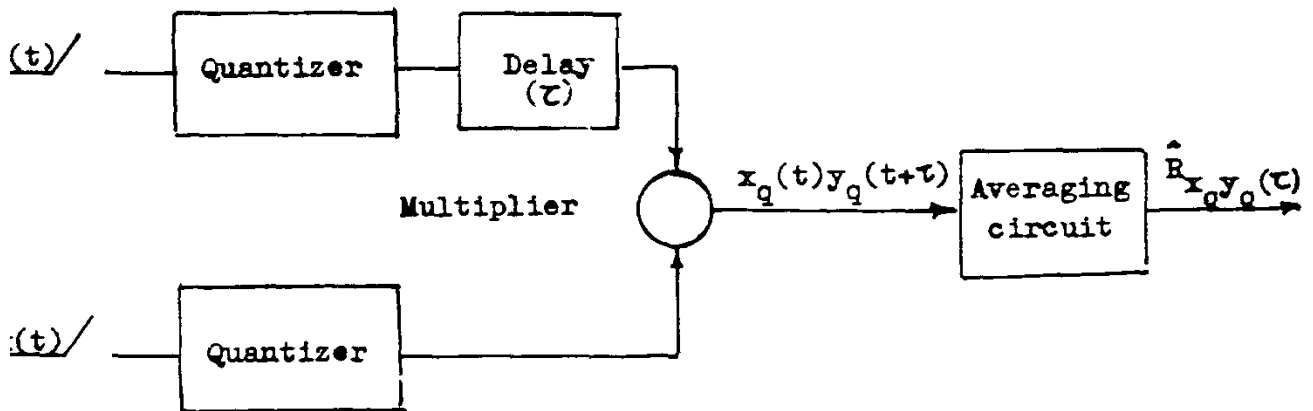 (t)
Quantizer
Delay
(τ)
Multiplier
x_q(t)y_q(t+τ)
Averaging
circuit
R̂_{x_q y_q}(τ)
(t)
Quantizer